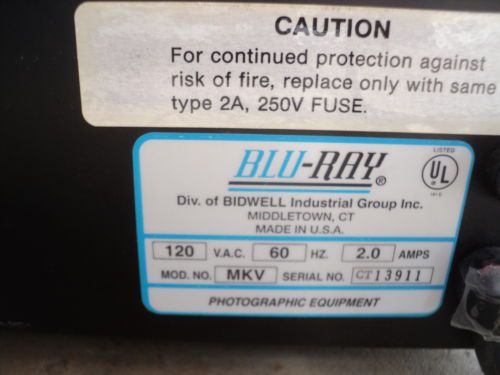 CAUTION
For continued protection against
risk of fire, replace only with same
type 2A, 250V FUSE.
BLU-RAY ®
LISTED
UL
Div. of BIDWELL Industrial Group Inc.
MIDDLETOWN, CT
MADE IN U.S.A.
120 V.A.C. 60 HZ. 2.0 AMPS
MOD. NO. MKV SERIAL NO. CT13911
PHOTOGRAPHIC EQUIPMENT